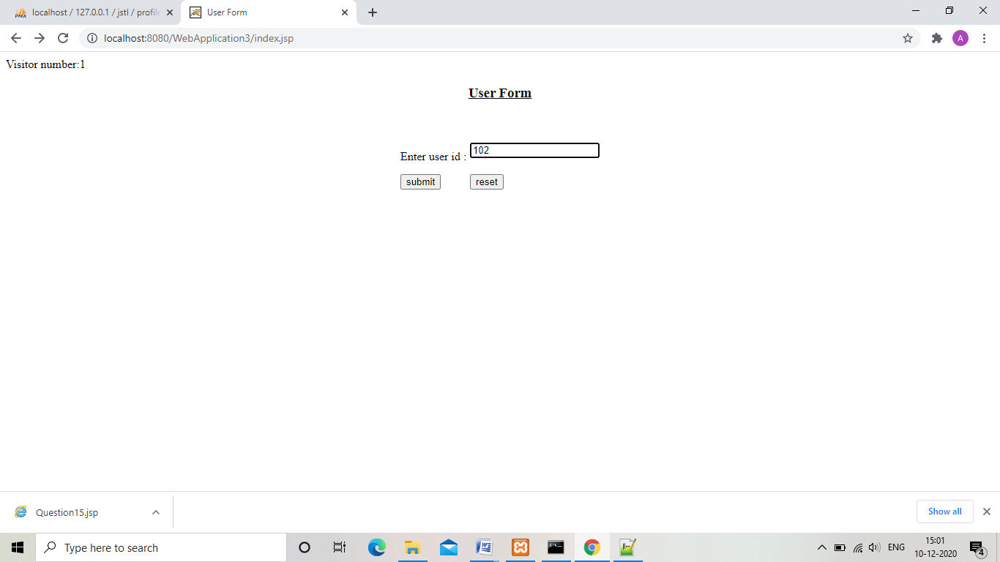 PMA localhost / 127.0.0.1 / jstl / profile
User Form
localhost:8080/WebApplication3/index.jsp
A
Visitor number:1
User Form
Enter user id : 102
submit reset
Question15.jsp
Show all
Type here to search
ENG
15:01
10-12-2020
4